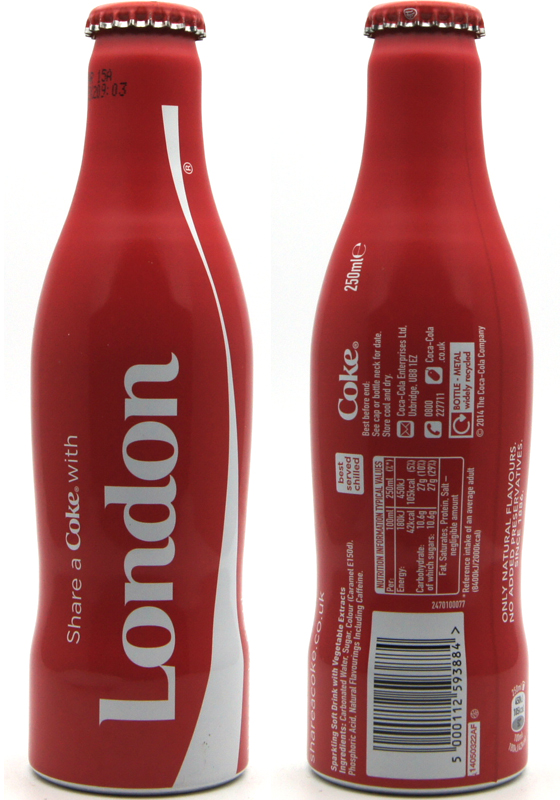 15A
09:03
®
Share a Coke® with
London
250ml e
Coke®
Best before end:
See cap or bottle neck for date.
Store cool and dry.
Coca-Cola Enterprises Ltd.
Uxbridge, UB8 1EZ
0800
227711
Coca-Cola
.co.uk
BOTTLE - METAL
widely recycled
© 2014 The Coca-Cola Company
best
served
chilled
NUTRITION INFORMATION TYPICAL VALUES
Per: 100ml 250ml (%*)
Energy: 180kJ 450kJ
42kcal 105kcal (5%)
Carbohydrate: 10.6g 27g (10%)
of which sugars: 10.6g 27g (29%)
Fat, Saturates, Protein, Salt –
negligible amount
*Reference intake of an average adult
(8400kJ/2000kcal)
2470100077
ONLY NATURAL FLAVOURS.
NO ADDED PRESERVATIVES.
SINCE 1886.
shareacoke.co.uk
Sparkling Soft Drink with Vegetable Extracts
Ingredients: Carbonated Water, Sugar, Colour (Caramel E150d),
Phosphoric Acid, Natural Flavourings Including Caffeine.
5 000112 593884 >
14050322AF